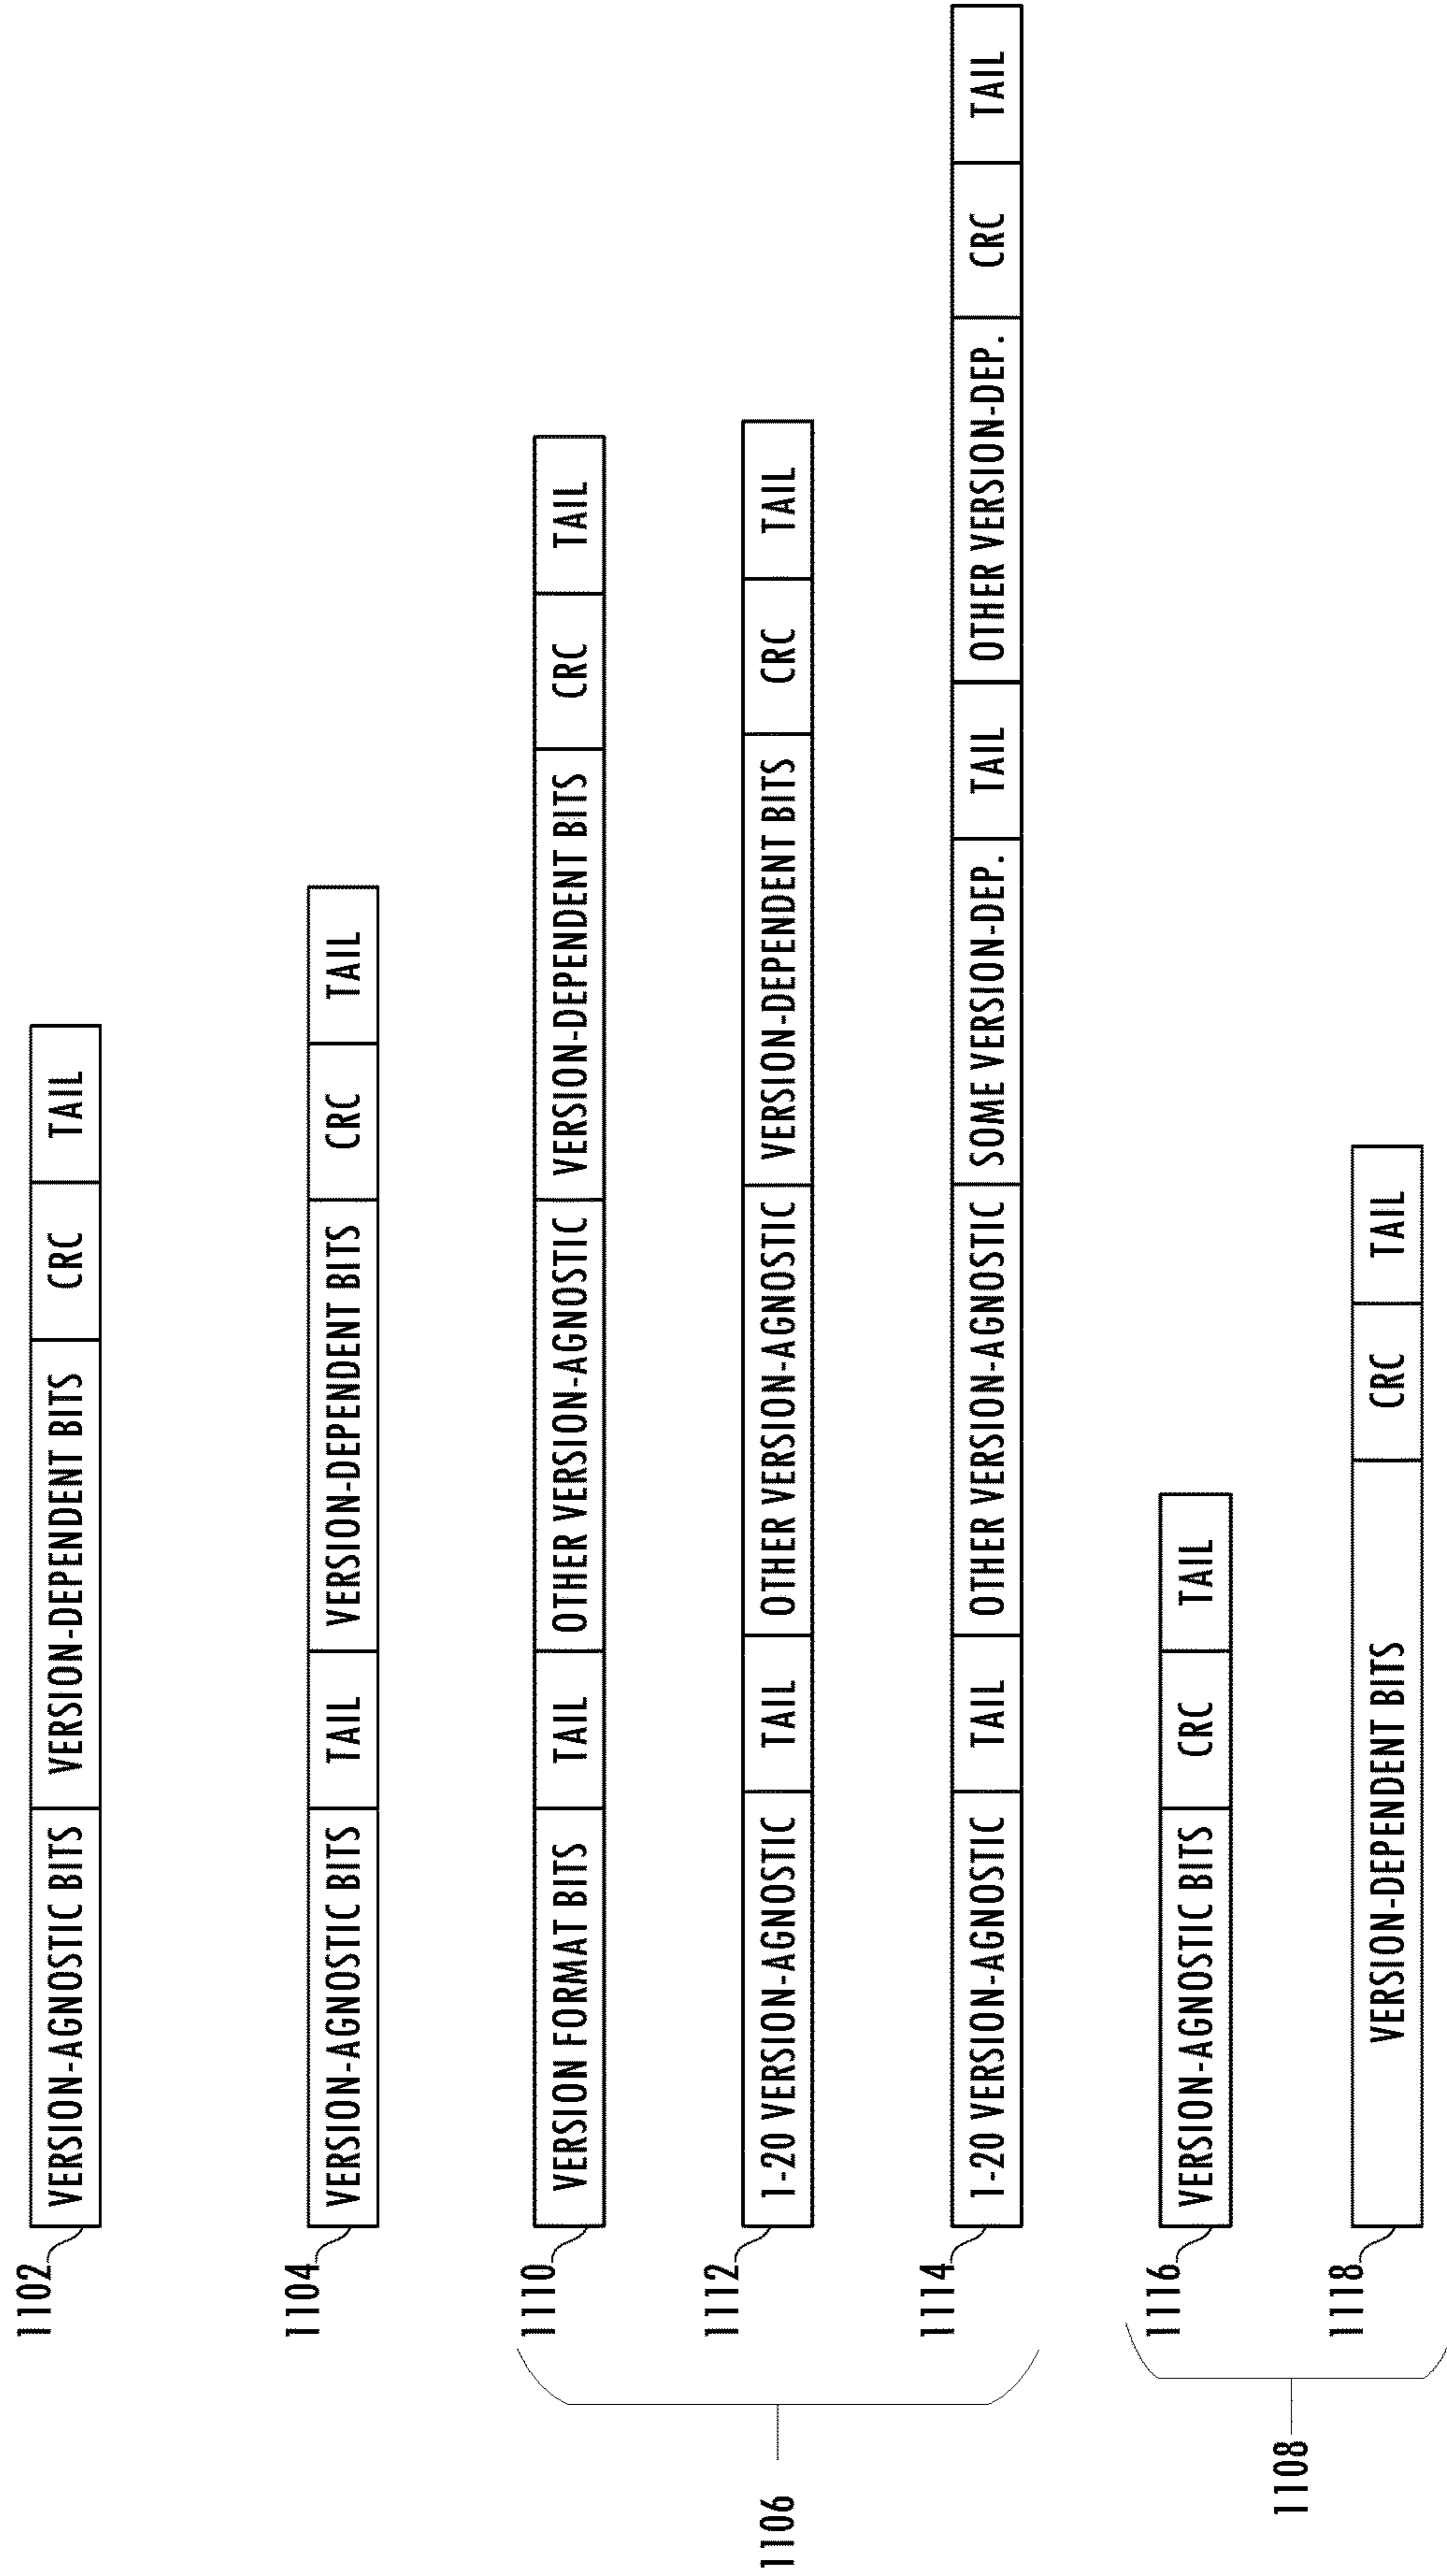 1102 VERSION-AGNOSTIC BITS VERSION-DEPENDENT BITS CRC TAIL
1104 VERSION-AGNOSTIC BITS TAIL VERSION-DEPENDENT BITS CRC TAIL
1106
1110 VERSION FORMAT BITS TAIL OTHER VERSION-AGNOSTIC VERSION-DEPENDENT BITS CRC TAIL
1112 1-20 VERSION-AGNOSTIC TAIL OTHER VERSION-AGNOSTIC VERSION-DEPENDENT BITS CRC TAIL
1114 1-20 VERSION-AGNOSTIC TAIL OTHER VERSION-AGNOSTIC SOME VERSION-DEP. TAIL OTHER VERSION-DEP. CRC TAIL
1108
1116 VERSION-AGNOSTIC BITS CRC TAIL
1118 VERSION-DEPENDENT BITS CRC TAIL